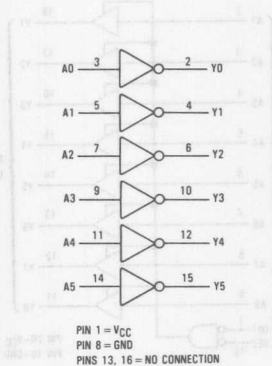 A0 3 2 Y0
A1 5 4 Y1
A2 7 6 Y2
A3 9 10 Y3
A4 11 12 Y4
A5 14 15 Y5
PIN 1 = VCC
PIN 8 = GND
PINS 13, 16 = NO CONNECTION